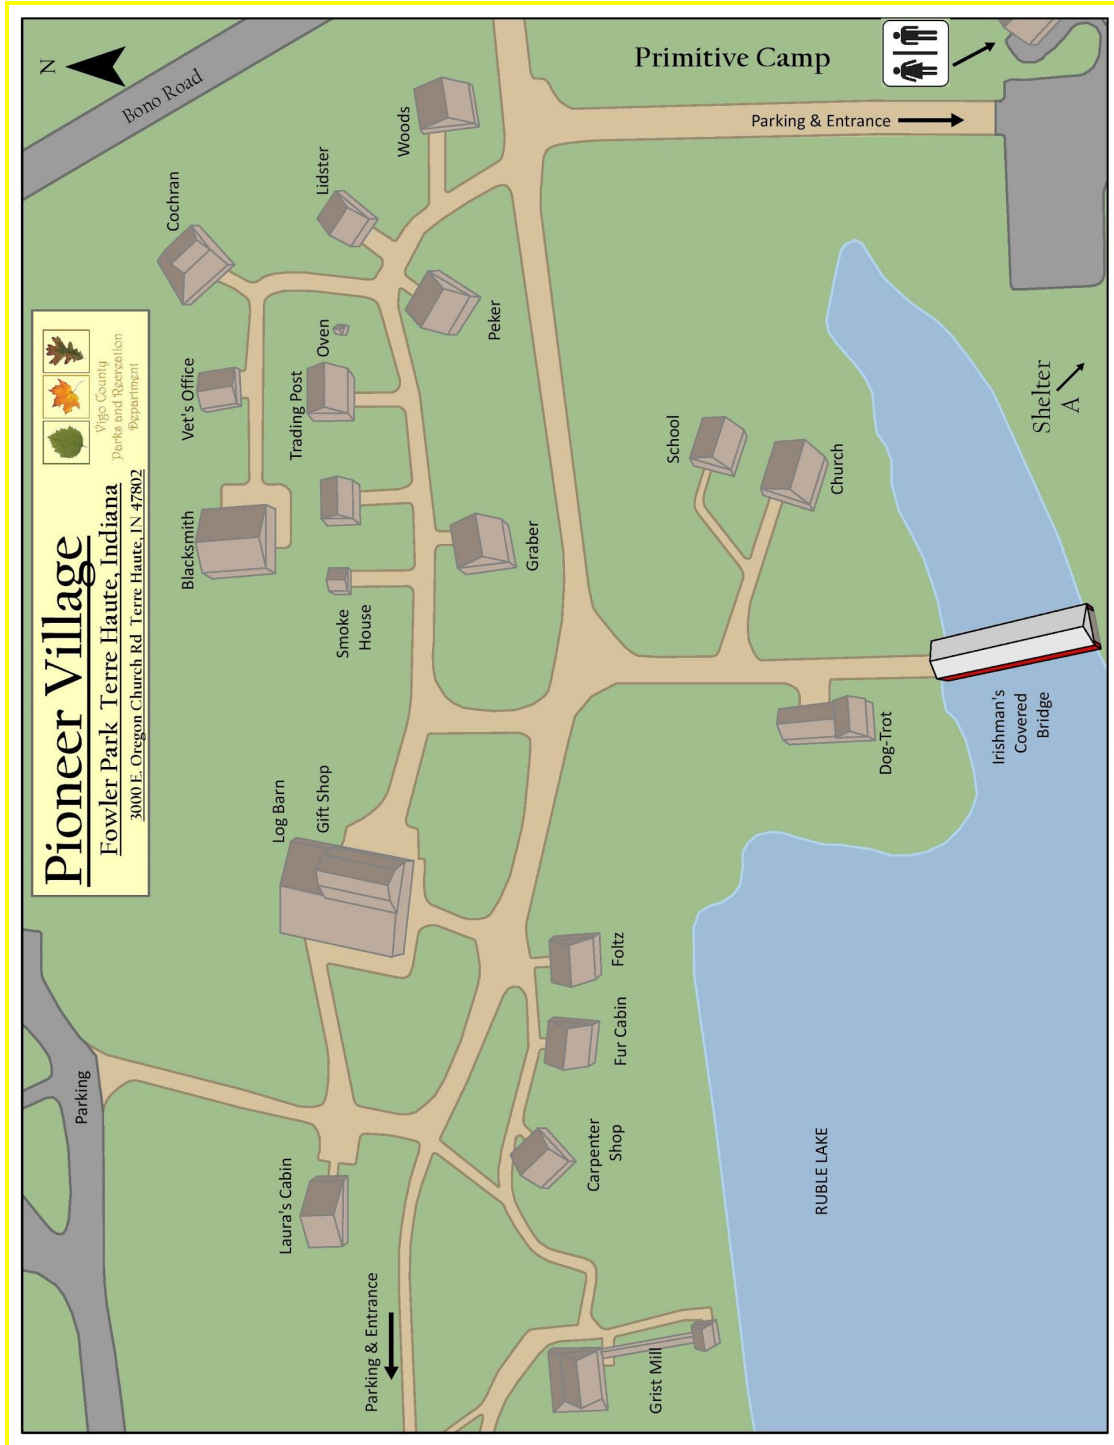 Pioneer Village
Fowler Park Terre Haute, Indiana
3000 E. Oregon Church Rd Terre Haute, IN 47802
Vigo County
Parks and Recreation
Department
N
Bono Road
Parking
Cochran
Vet's Office
Blacksmith
Lidster
Woods
Oven
Trading Post
Peker
Smoke
House
Graber
Log Barn
Gift Shop
Laura's Cabin
Parking & Entrance
Primitive Camp
Parking & Entrance
School
Church
Shelter
A
Dog-Trot
Irishman's
Covered
Bridge
Foltz
Fur Cabin
Carpenter
Shop
Grist Mill
RUBLE LAKE